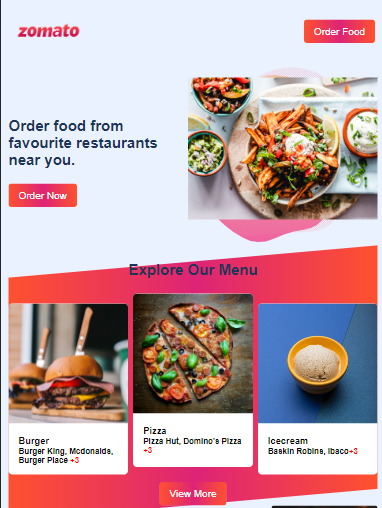 zomato
Order Food
Order food from
favourite restaurants
near you.
Order Now
Explore Our Menu
Burger
Burger King, Mcdonalds,
Burger Place +3
Pizza
Pizza Hut, Domino's Pizza
+3
Icecream
Baskin Robins, Ibaco+3
View More